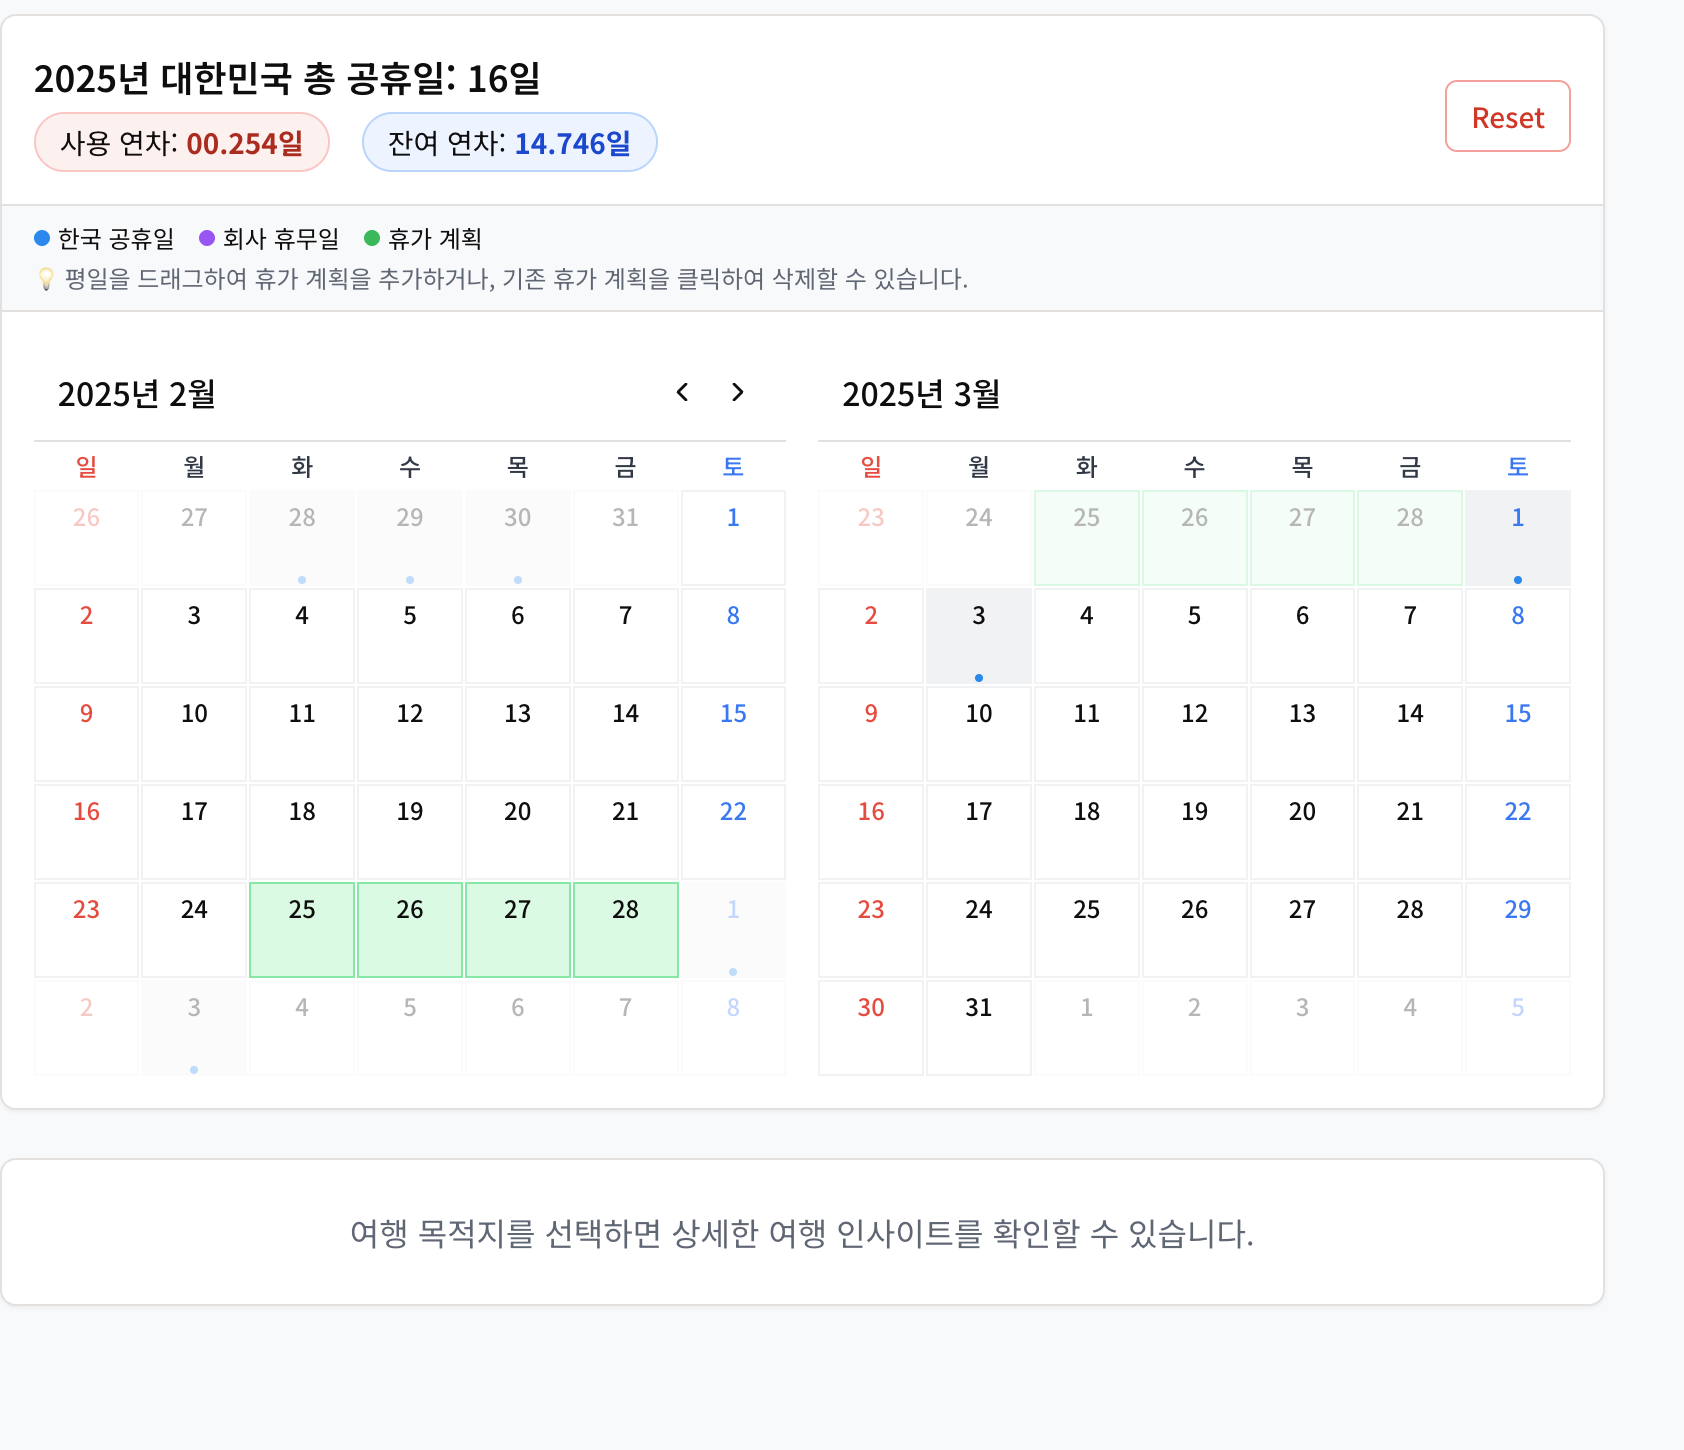 2025년 대한민국 총 공휴일: 16일
사용 연차: 00.254일 잔여 연차: 14.746일
Reset
한국 공휴일 회사 휴무일 휴가 계획
💡 평일을 드래그하여 휴가 계획을 추가하거나, 기존 휴가 계획을 클릭하여 삭제할 수 있습니다.
2025년 2월
일 월 화 수 목 금 토
26 27 28 29 30 31 1
2 3 4 5 6 7 8
9 10 11 12 13 14 15
16 17 18 19 20 21 22
23 24 25 26 27 28 1
2 3 4 5 6 7 8
2025년 3월
일 월 화 수 목 금 토
23 24 25 26 27 28 1
2 3 4 5 6 7 8
9 10 11 12 13 14 15
16 17 18 19 20 21 22
23 24 25 26 27 28 29
30 31 1 2 3 4 5
여행 목적지를 선택하면 상세한 여행 인사이트를 확인할 수 있습니다.